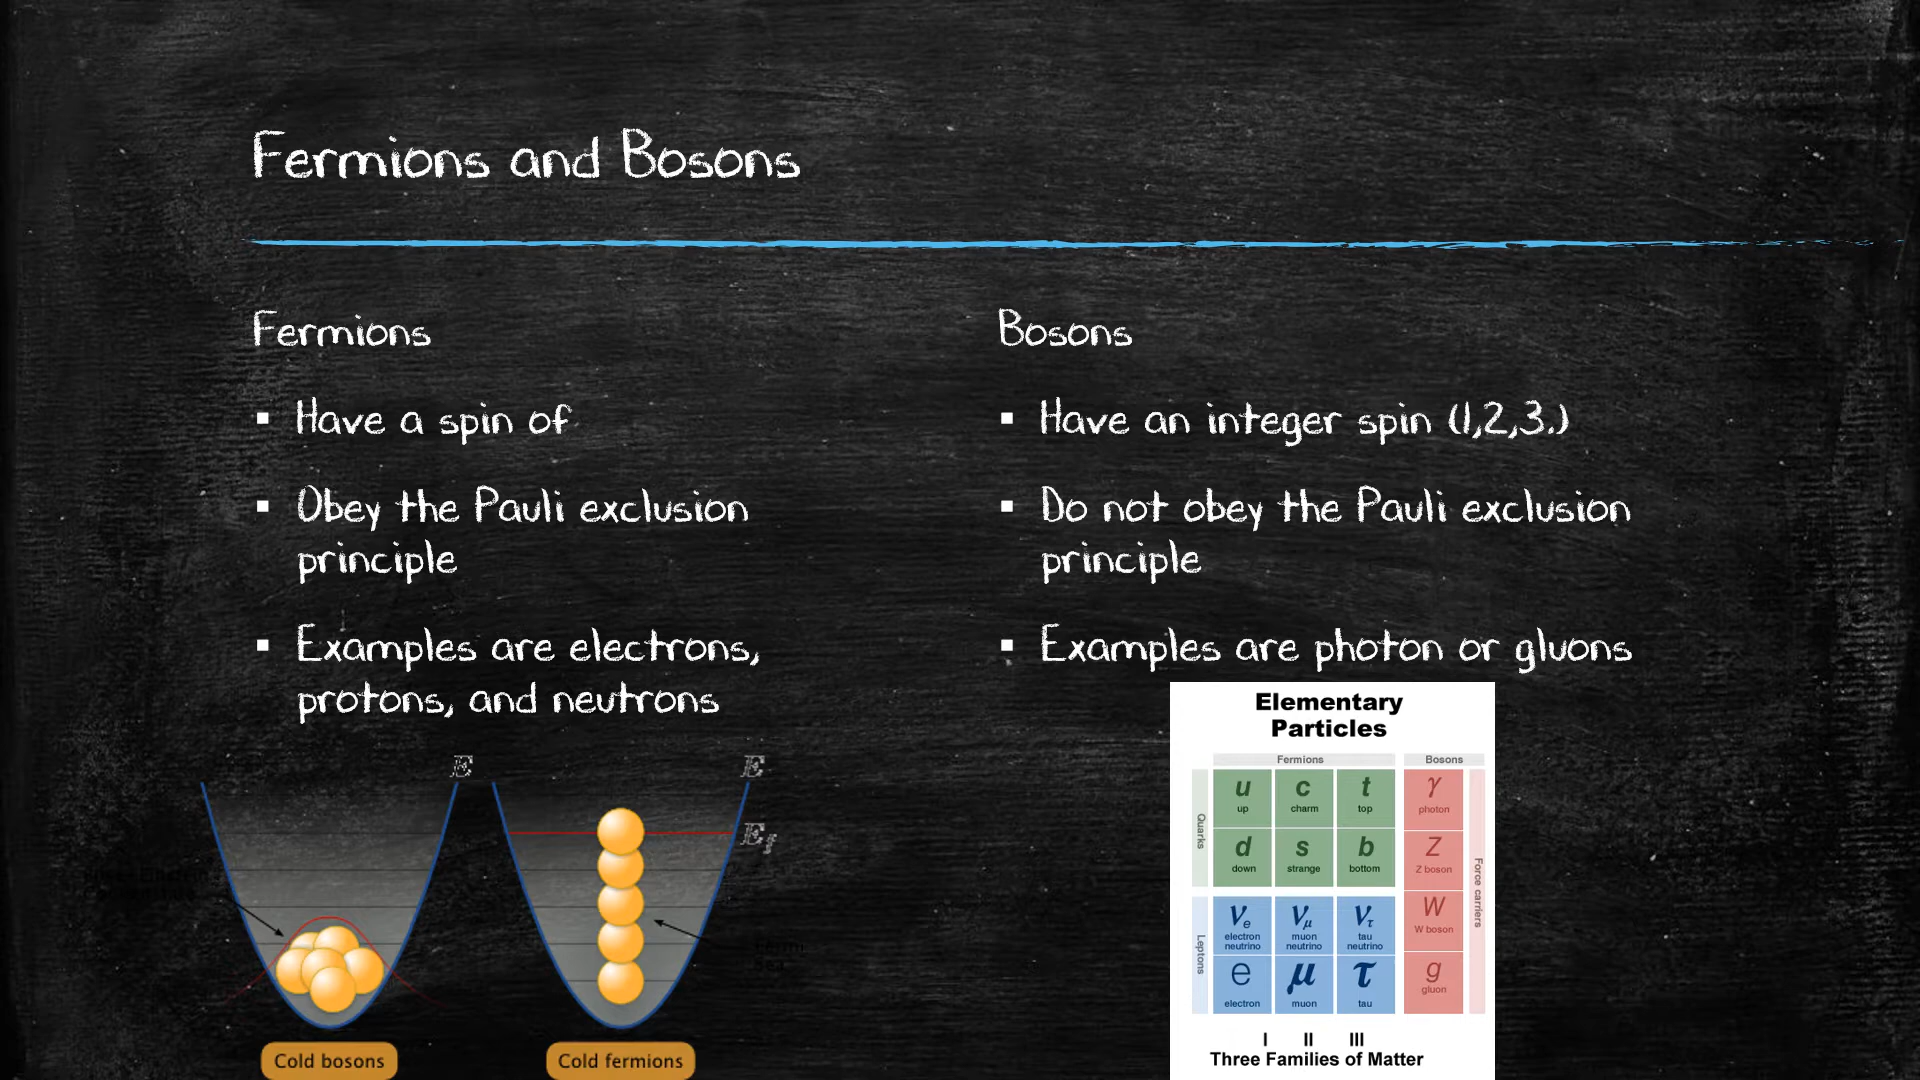 Fermions and Bosons
Fermions
▪ Have a spin of
▪ Obey the Pauli exclusion
principle
▪ Examples are electrons,
protons, and neutrons
Bosons
▪ Have an integer spin (1,2,3.)
▪ Do not obey the Pauli exclusion
principle
▪ Examples are photon or gluons
E
E
E_f
Cold bosons
Cold fermions
Elementary
Particles
Fermions
Bosons
Quarks
u
c
t
up
charm
top
d
s
b
down
strange
bottom
Leptons
νe
νμ
ντ
electron
neutrino
muon
neutrino
tau
neutrino
e
μ
τ
electron
muon
tau
γ
photon
Z
Z boson
W
W boson
g
gluon
Force carriers
I II III
Three Families of Matter